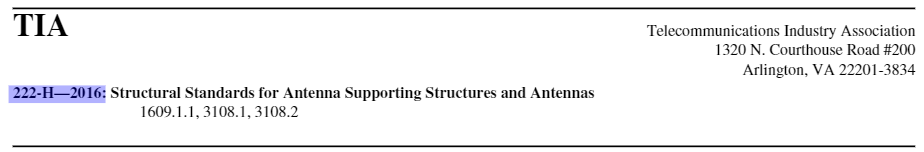 TIA
Telecommunications Industry Association
1320 N. Courthouse Road #200
Arlington, VA 22201-3834
222-H—2016: Structural Standards for Antenna Supporting Structures and Antennas
1609.1.1, 3108.1, 3108.2